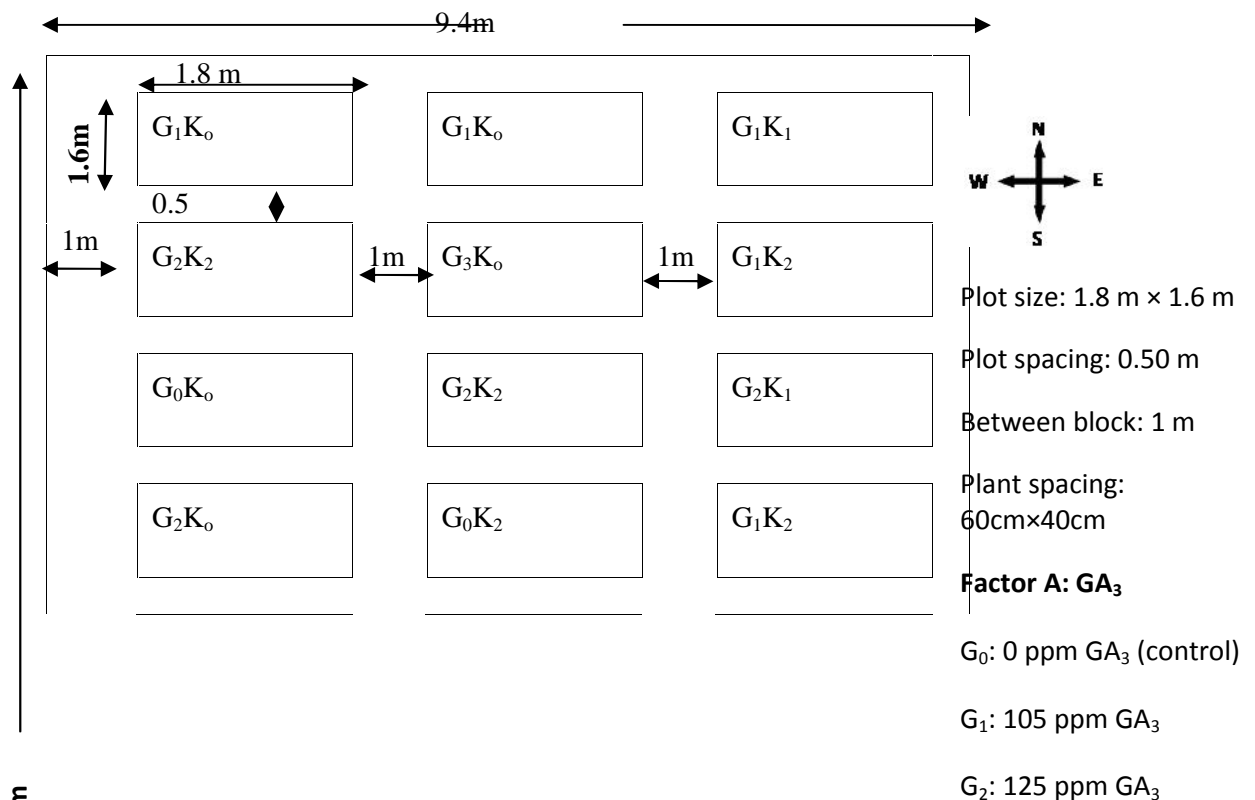 9.4m
1.8 m
1.6m
G₁Kₒ
G₁Kₒ
G₁K₁
N
W E
S
0.5
1m
G₂K₂
1m
G₃Kₒ
1m
G₁K₂
Plot size: 1.8 m × 1.6 m
G₀Kₒ
G₂K₂
G₂K₁
Plot spacing: 0.50 m
Between block: 1 m
G₂Kₒ
G₀K₂
G₁K₂
Plant spacing:
60cm×40cm
Factor A: GA₃
G₀: 0 ppm GA₃ (control)
G₁: 105 ppm GA₃
G₂: 125 ppm GA₃
m